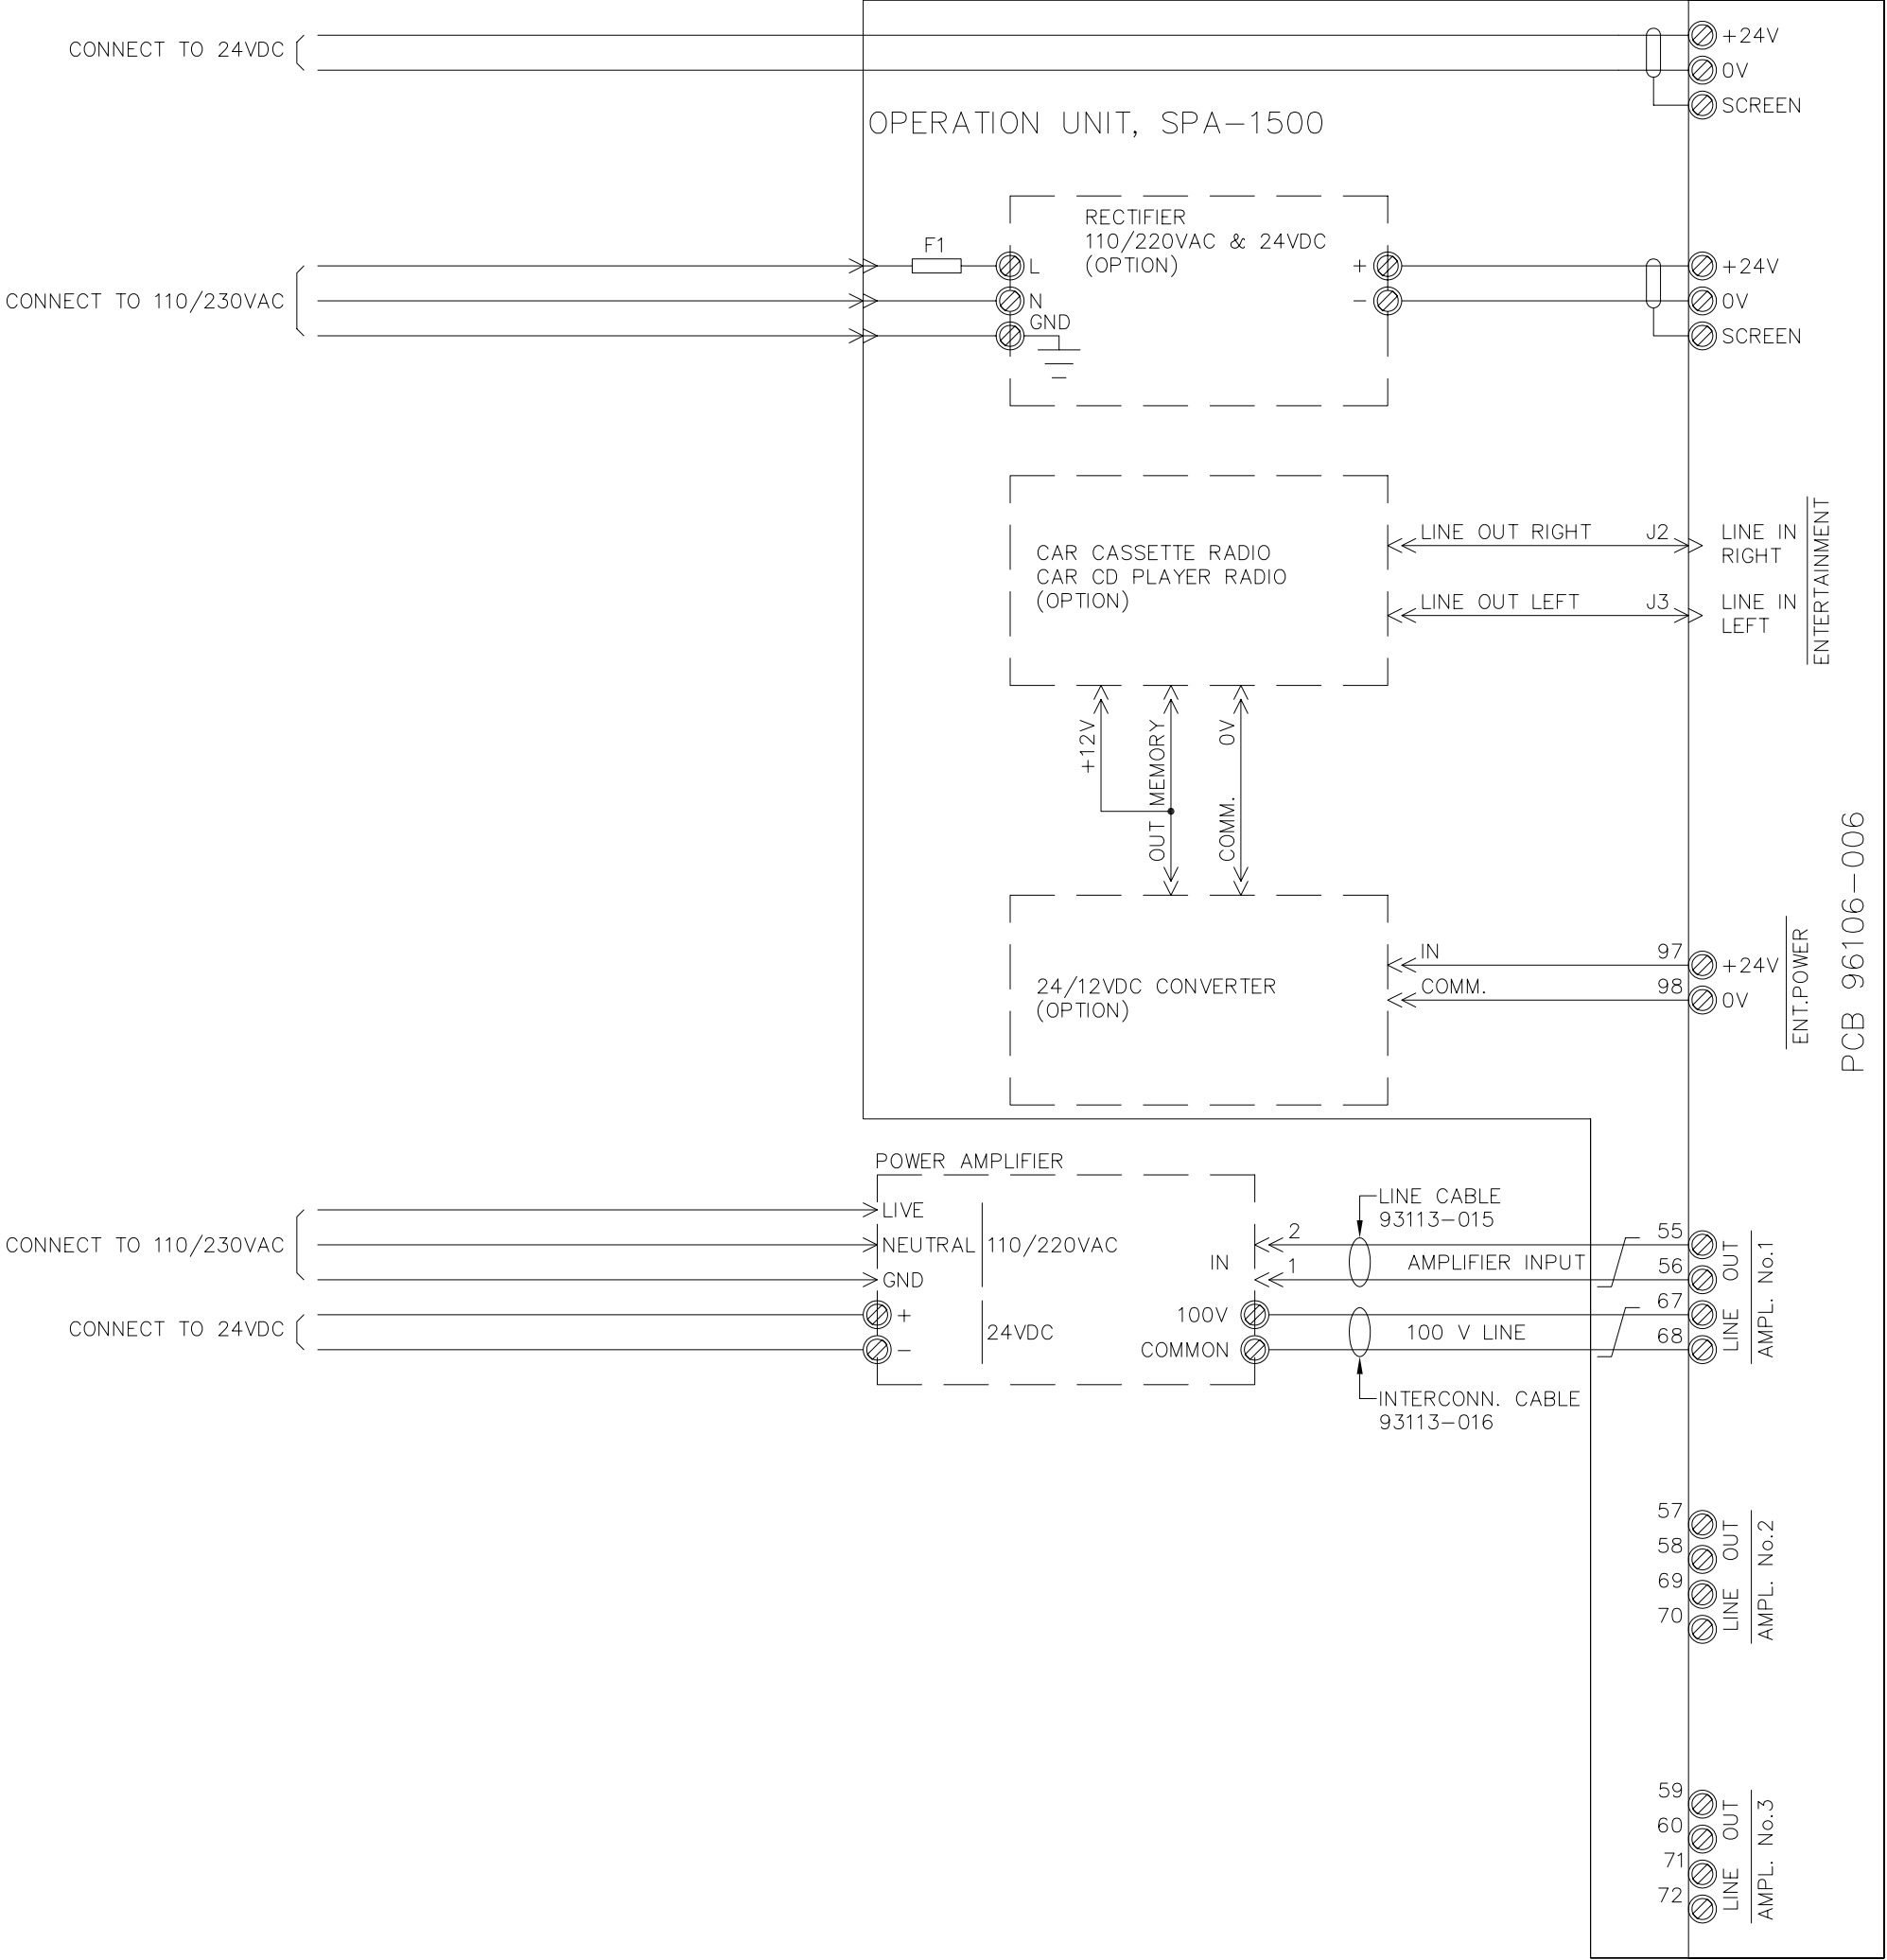 CONNECT TO 24VDC
+24V
0V
SCREEN
OPERATION UNIT, SPA-1500
RECTIFIER
110/220VAC & 24VDC
(OPTION)
CONNECT TO 110/230VAC
F1
L
N
GND
+
-
+24V
0V
SCREEN
CAR CASSETTE RADIO
CAR CD PLAYER RADIO
(OPTION)
LINE OUT RIGHT
J2
LINE IN
RIGHT
LINE OUT LEFT
J3
LINE IN
LEFT
ENTERTAINMENT
+12V
OUT MEMORY
COMM. 0V
24/12VDC CONVERTER
(OPTION)
IN
97
+24V
COMM.
98
0V
ENT.POWER
PCB 96106-006
POWER AMPLIFIER
CONNECT TO 110/230VAC
LIVE
NEUTRAL
GND
110/220VAC
CONNECT TO 24VDC
+
-
24VDC
IN
2
1
100V
COMMON
LINE CABLE
93113-015
AMPLIFIER INPUT
100 V LINE
INTERCONN. CABLE
93113-016
55
56
67
68
LINE OUT
AMPL. No.1
57
58
69
70
LINE OUT
AMPL. No.2
59
60
71
72
LINE OUT
AMPL. No.3